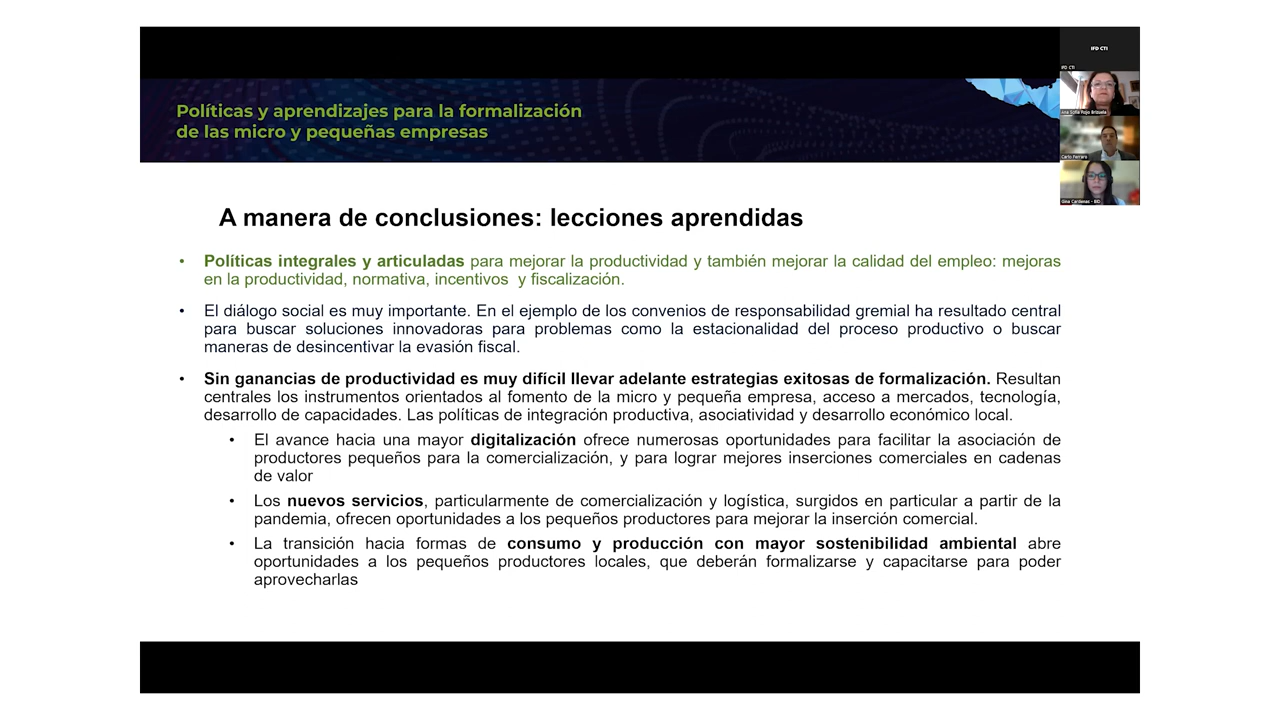 IFD CTI
IFD CTI
Políticas y aprendizajes para la formalización
de las micro y pequeñas empresas
Ana Sofía Rojo Brizuela
Carlo Ferraro
Gina Cardenas - BID
A manera de conclusiones: lecciones aprendidas
• Políticas integrales y articuladas para mejorar la productividad y también mejorar la calidad del empleo: mejoras
en la productividad, normativa, incentivos y fiscalización.
• El diálogo social es muy importante. En el ejemplo de los convenios de responsabilidad gremial ha resultado central
para buscar soluciones innovadoras para problemas como la estacionalidad del proceso productivo o buscar
maneras de desincentivar la evasión fiscal.
• Sin ganancias de productividad es muy difícil llevar adelante estrategias exitosas de formalización. Resultan
centrales los instrumentos orientados al fomento de la micro y pequeña empresa, acceso a mercados, tecnología,
desarrollo de capacidades. Las políticas de integración productiva, asociatividad y desarrollo económico local.
• El avance hacia una mayor digitalización ofrece numerosas oportunidades para facilitar la asociación de
productores pequeños para la comercialización, y para lograr mejores inserciones comerciales en cadenas
de valor
• Los nuevos servicios, particularmente de comercialización y logística, surgidos en particular a partir de la
pandemia, ofrecen oportunidades a los pequeños productores para mejorar la inserción comercial.
• La transición hacia formas de consumo y producción con mayor sostenibilidad ambiental abre
oportunidades a los pequeños productores locales, que deberán formalizarse y capacitarse para poder
aprovecharlas